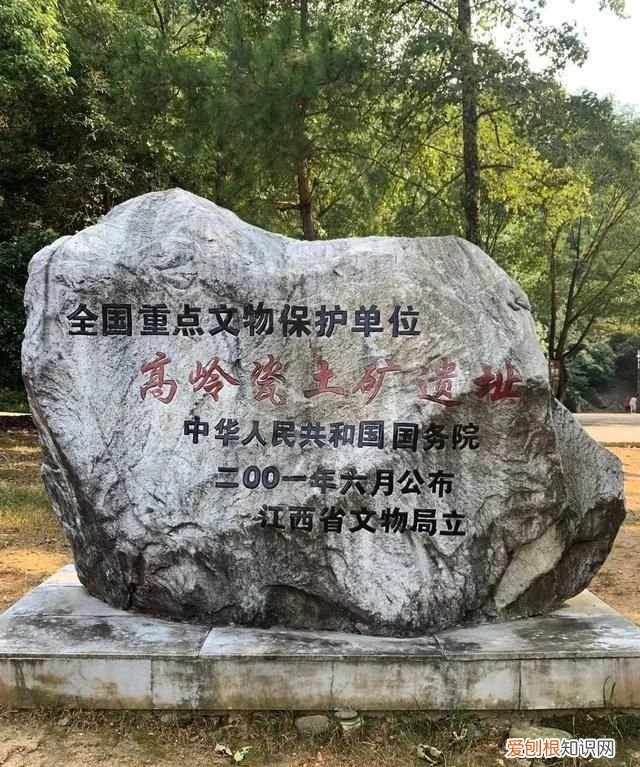 全国重点文物保护单位
高岭瓷土矿遗址
中华人民共和国国务院
二00一年六月公布
江西省文物局立
爱刨根知识网